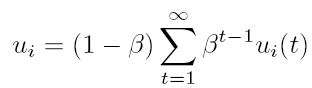 $u_i = (1 - \beta) \sum_{t=1}^{\infty} \beta^{t-1} u_i(t)$